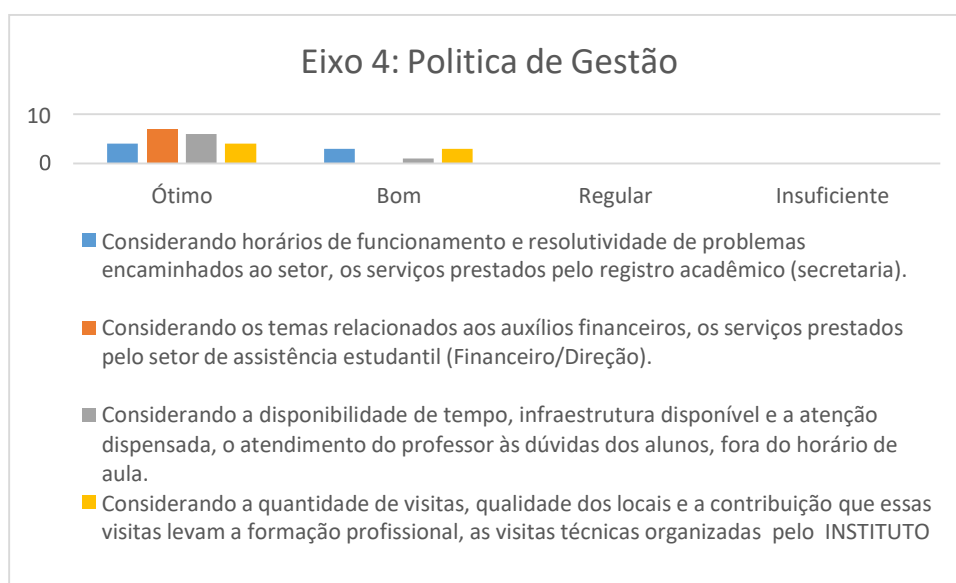 Eixo 4: Politica de Gestão
10
0
Ótimo Bom Regular Insuficiente
Considerando horários de funcionamento e resolutividade de problemas
encaminhados ao setor, os serviços prestados pelo registro acadêmico (secretaria).
Considerando os temas relacionados aos auxílios financeiros, os serviços prestados
pelo setor de assistência estudantil (Financeiro/Direção).
Considerando a disponibilidade de tempo, infraestrutura disponível e a atenção
dispensada, o atendimento do professor às dúvidas dos alunos, fora do horário de
aula.
Considerando a quantidade de visitas, qualidade dos locais e a contribuição que essas
visitas levam a formação profissional, as visitas técnicas organizadas pelo INSTITUTO